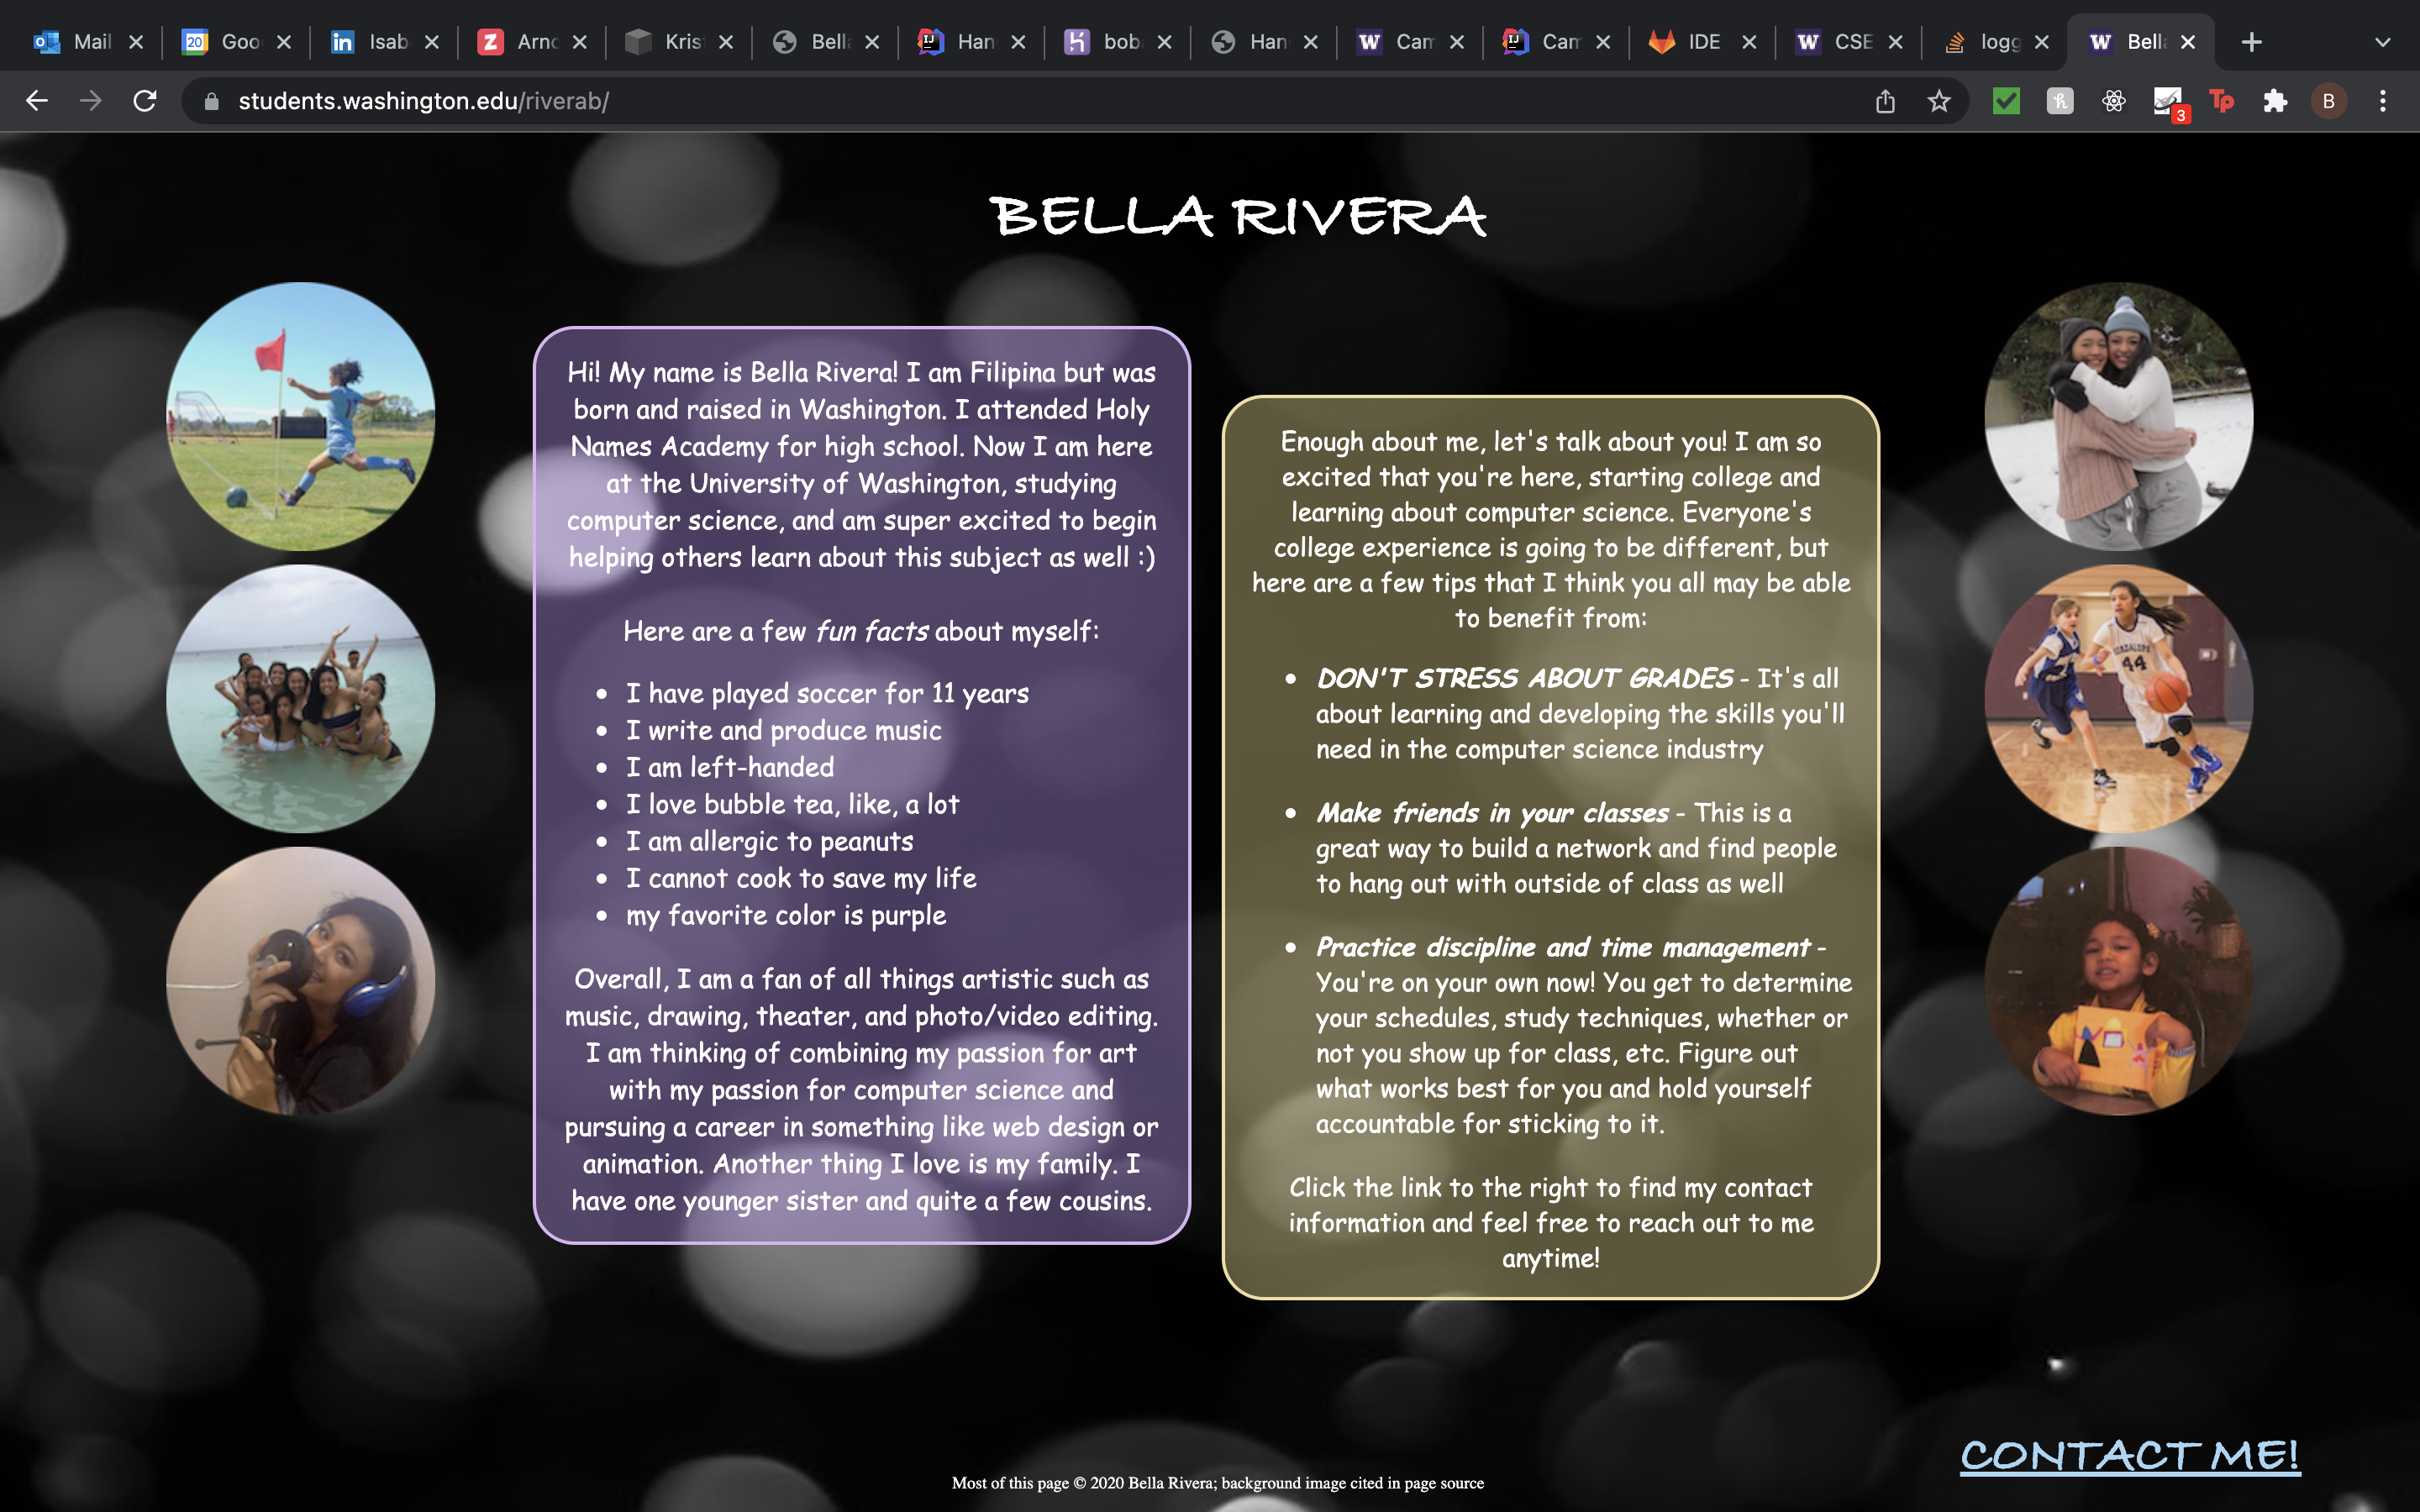 Mail
Goo
Isab
Arno
Kris
Bella
Han
bob
Han
Cam
Cam
IDE
CSE
logg
Bella
students.washington.edu/riverab/
3
Tp
B
BELLA RIVERA
Hi! My name is Bella Rivera! I am Filipina but was
born and raised in Washington. I attended Holy
Names Academy for high school. Now I am here
at the University of Washington, studying
computer science, and am super excited to begin
helping others learn about this subject as well :)
Here are a few fun facts about myself:
• I have played soccer for 11 years
• I write and produce music
• I am left-handed
• I love bubble tea, like, a lot
• I am allergic to peanuts
• I cannot cook to save my life
• my favorite color is purple
Overall, I am a fan of all things artistic such as
music, drawing, theater, and photo/video editing.
I am thinking of combining my passion for art
with my passion for computer science and
pursuing a career in something like web design or
animation. Another thing I love is my family. I
have one younger sister and quite a few cousins.
Enough about me, let's talk about you! I am so
excited that you're here, starting college and
learning about computer science. Everyone's
college experience is going to be different, but
here are a few tips that I think you all may be able
to benefit from:
• DON'T STRESS ABOUT GRADES - It's all
about learning and developing the skills you'll
need in the computer science industry
• Make friends in your classes - This is a
great way to build a network and find people
to hang out with outside of class as well
• Practice discipline and time management -
You're on your own now! You get to determine
your schedules, study techniques, whether or
not you show up for class, etc. Figure out
what works best for you and hold yourself
accountable for sticking to it.
Click the link to the right to find my contact
information and feel free to reach out to me
anytime!
GUADALUPE
44
CONTACT ME!
Most of this page © 2020 Bella Rivera; background image cited in page source